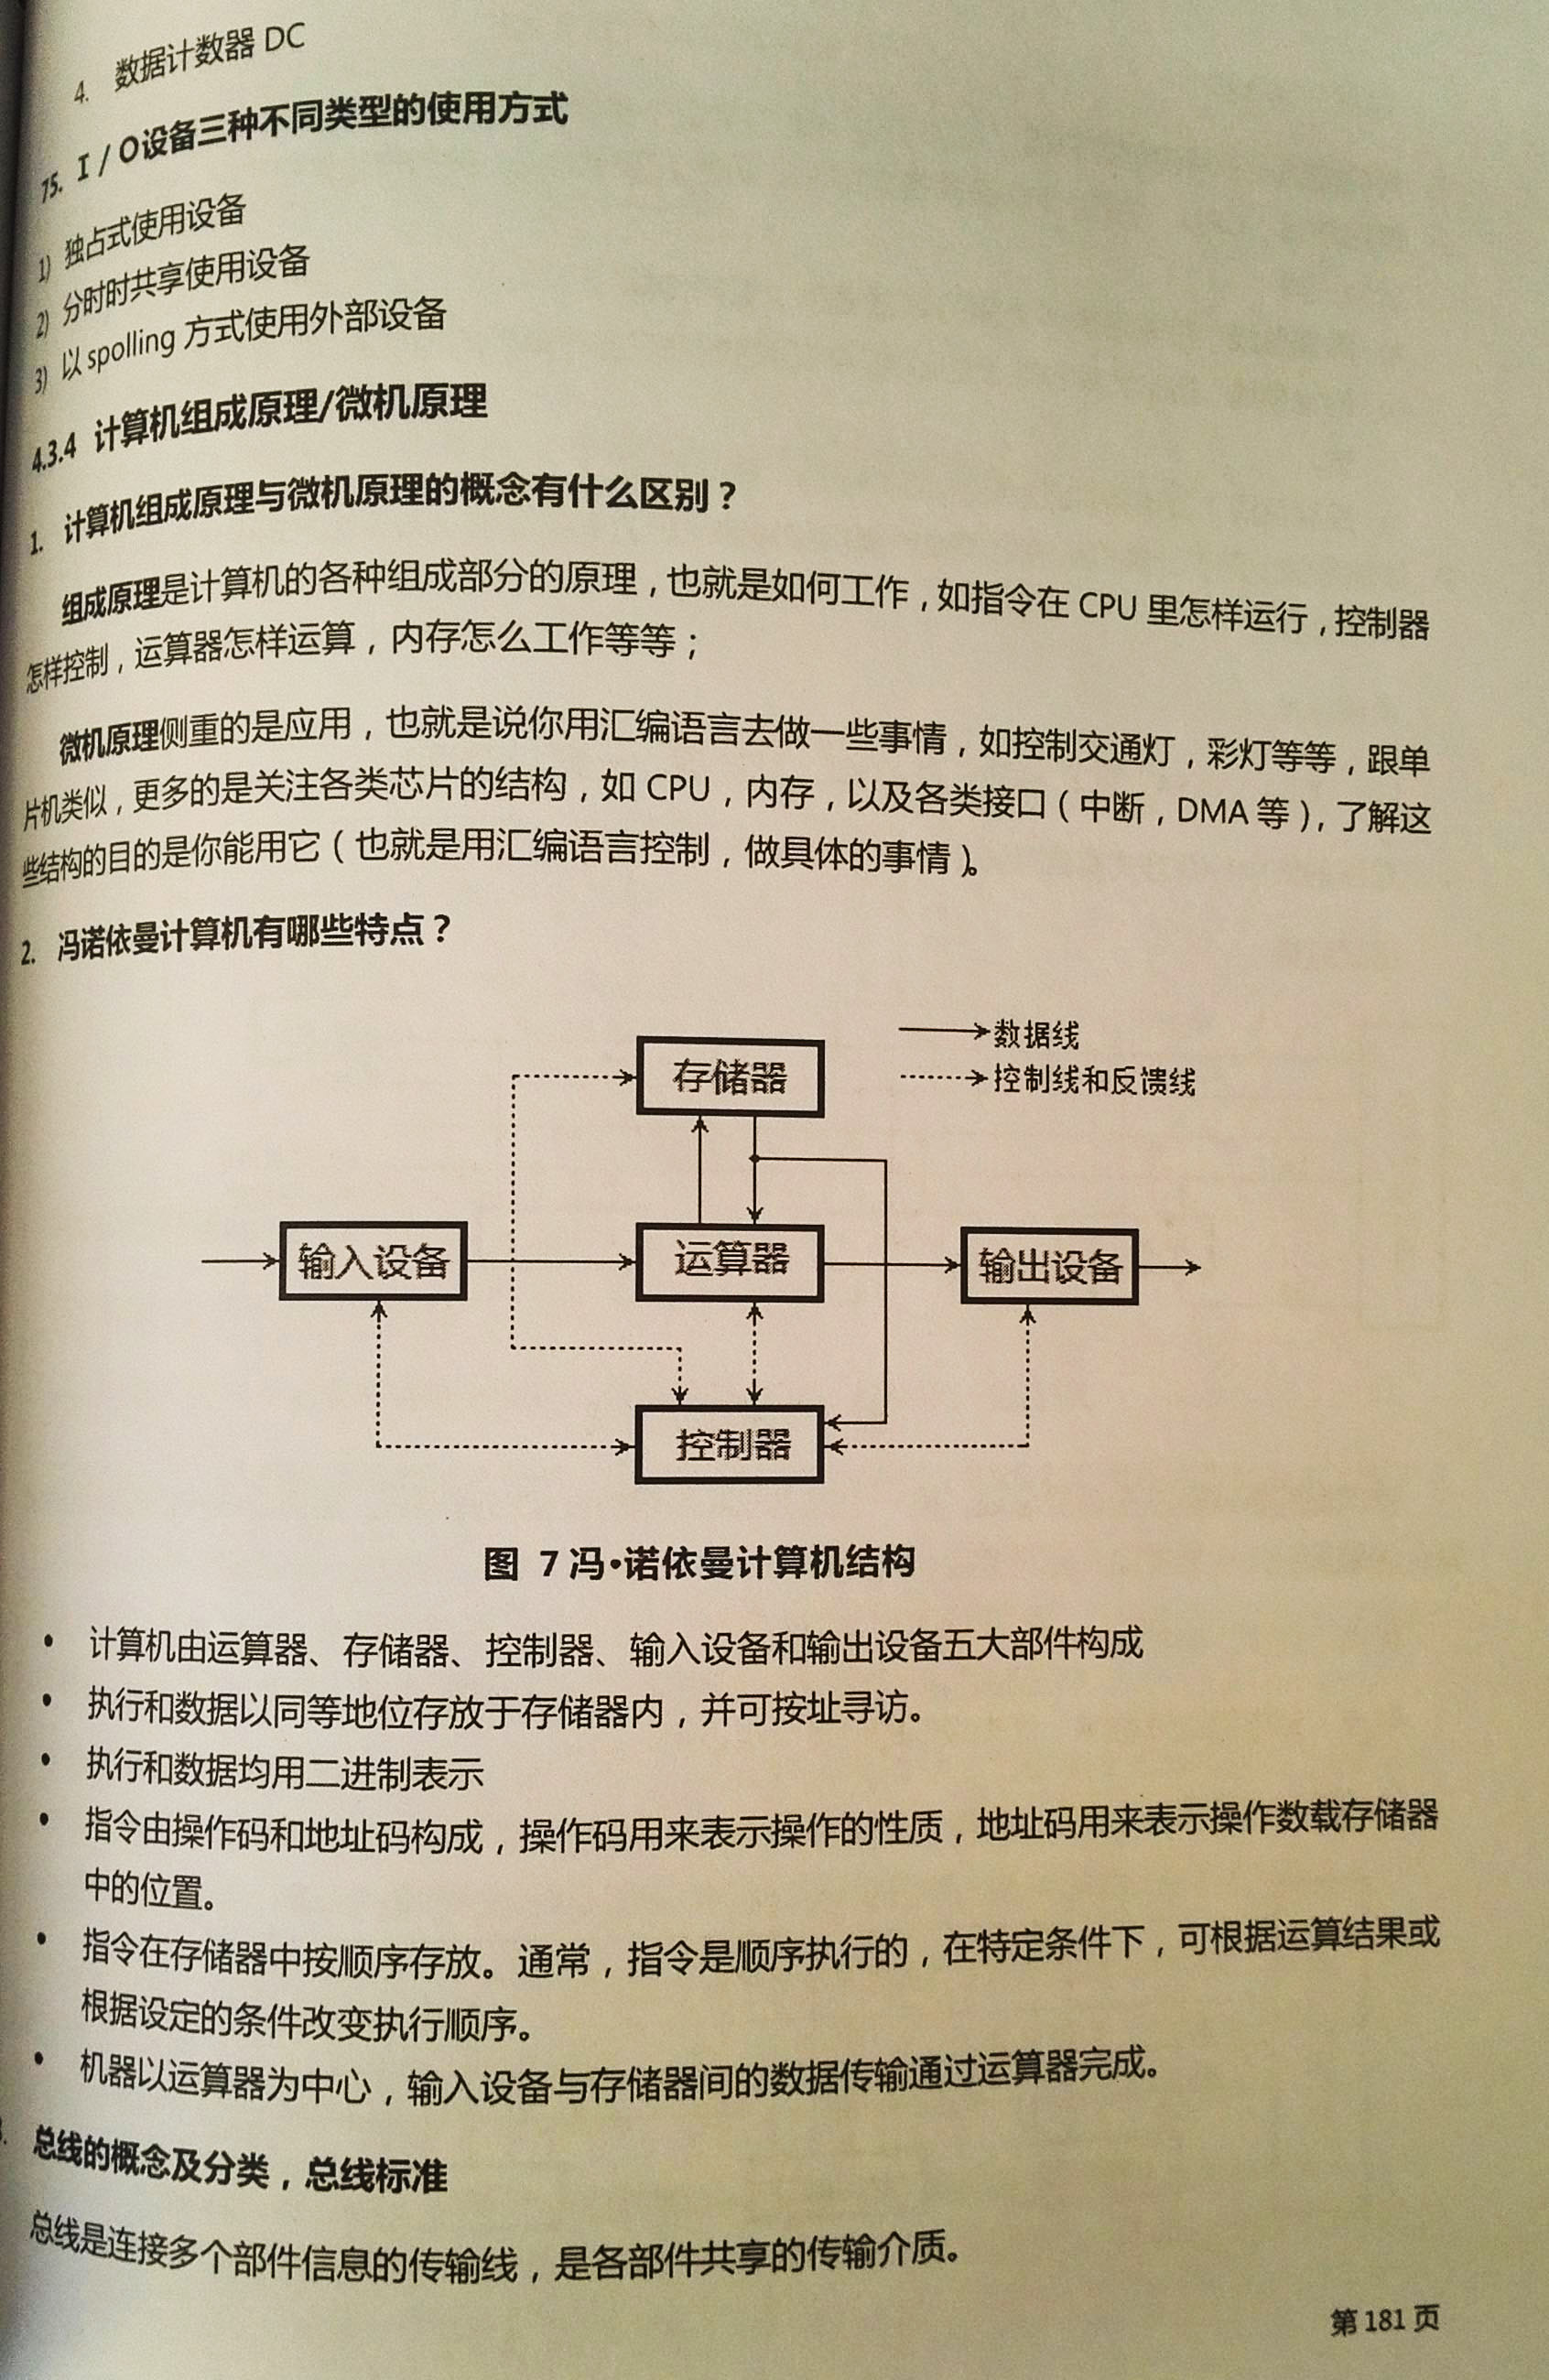 4. 数据计数器 DC
75. I / O设备三种不同类型的使用方式
1) 独占式使用设备
2) 分时时共享使用设备
3) 以 spolling 方式使用外部设备
4.3.4 计算机组成原理/微机原理
1. 计算机组成原理与微机原理的概念有什么区别？
组成原理是计算机的各种组成部分的原理，也就是如何工作，如指令在 CPU 里怎样运行，控制器
怎样控制，运算器怎样运算，内存怎么工作等等；
微机原理侧重的是应用，也就是说你用汇编语言去做一些事情，如控制交通灯，彩灯等等，跟单
片机类似，更多的是关注各类芯片的结构，如 CPU，内存，以及各类接口（中断，DMA 等），了解这
些结构的目的是你能用它（也就是用汇编语言控制，做具体的事情）。
2. 冯诺依曼计算机有哪些特点？
数据线
存储器
控制线和反馈线
输入设备
运算器
输出设备
控制器
图 7 冯·诺依曼计算机结构
• 计算机由运算器、存储器、控制器、输入设备和输出设备五大部件构成
• 执行和数据以同等地位存放于存储器内，并可按址寻访。
• 执行和数据均用二进制表示
• 指令由操作码和地址码构成，操作码用来表示操作的性质，地址码用来表示操作数载存储器
中的位置。
• 指令在存储器中按顺序存放。通常，指令是顺序执行的，在特定条件下，可根据运算结果或
根据设定的条件改变执行顺序。
• 机器以运算器为中心，输入设备与存储器间的数据传输通过运算器完成。
总线的概念及分类，总线标准
总线是连接多个部件信息的传输线，是各部件共享的传输介质。
第 181 页